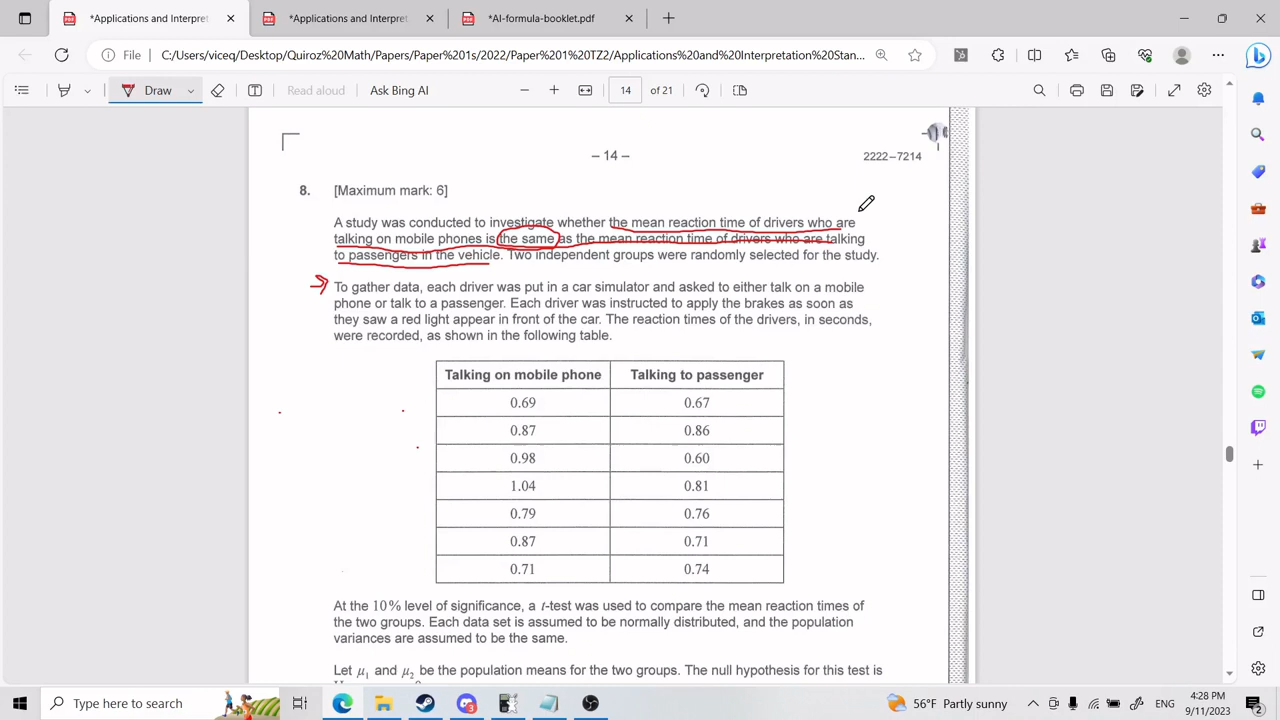 *Applications and Interpret
*Applications and Interpret
*AI-formula-booklet.pdf
File
C:/Users/viceq/Desktop/Quiroz%20Math/Papers/Paper%201s/2022/Paper%201%20TZ2/Applications%20and%20Interpretation%20Stan...
Draw
Read aloud
Ask Bing AI
14
of 21
– 14 –
2222–7214
8. [Maximum mark: 6]
A study was conducted to investigate whether the mean reaction time of drivers who are
talking on mobile phones is the same as the mean reaction time of drivers who are talking
to passengers in the vehicle. Two independent groups were randomly selected for the study.
To gather data, each driver was put in a car simulator and asked to either talk on a mobile
phone or talk to a passenger. Each driver was instructed to apply the brakes as soon as
they saw a red light appear in front of the car. The reaction times of the drivers, in seconds,
were recorded, as shown in the following table.
Talking on mobile phone Talking to passenger
0.69 0.67
0.87 0.86
0.98 0.60
1.04 0.81
0.79 0.76
0.87 0.71
0.71 0.74
At the 10% level of significance, a t-test was used to compare the mean reaction times of
the two groups. Each data set is assumed to be normally distributed, and the population
variances are assumed to be the same.
Let μ₁ and μ₂ be the population means for the two groups. The null hypothesis for this test is
Type here to search
3
56°F Partly sunny
ENG
4:28 PM
9/11/2023
2